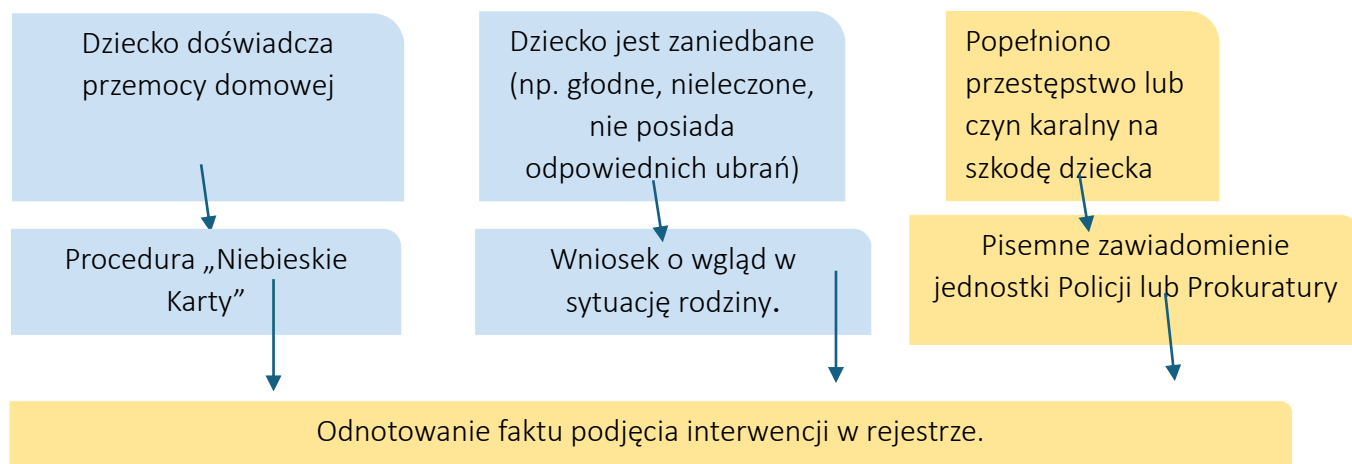 Dziecko doświadcza
przemocy domowej
Dziecko jest zaniedbane
(np. głodne, nieleczone,
nie posiada
odpowiednich ubrań)
Popełniono
przestępstwo lub
czyn karalny na
szkodę dziecka
Procedura „Niebieskie
Karty”
Wniosek o wgląd w
sytuację rodziny.
Pisemne zawiadomienie
jednostki Policji lub Prokuratury
Odnotowanie faktu podjęcia interwencji w rejestrze.